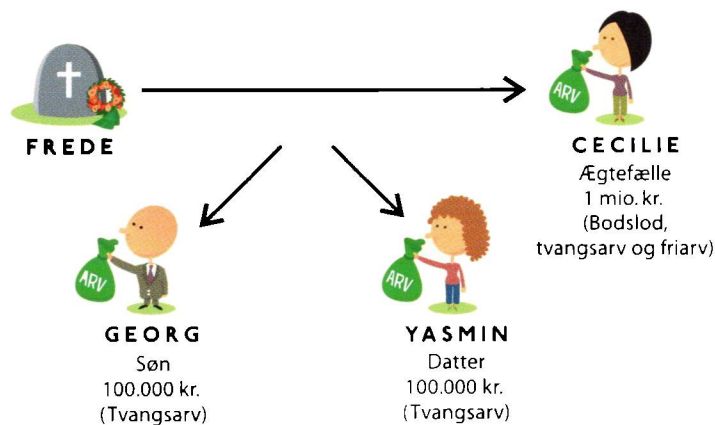 FREDE
ARV
CECILIE
Ægtefælle
1 mio. kr.
(Bodslod,
tvangsarv og friarv)
ARV
GEORG
Søn
100.000 kr.
(Tvangsarv)
ARV
YASMIN
Datter
100.000 kr.
(Tvangsarv)